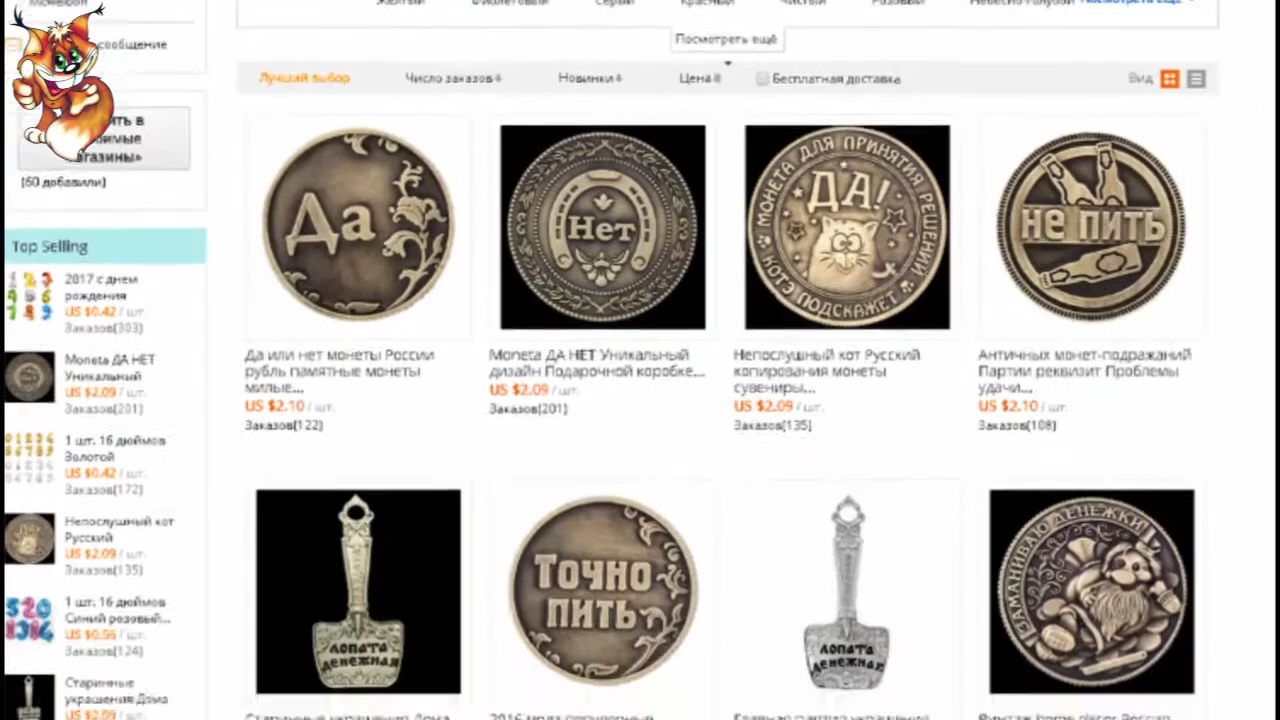 Посмотреть ещё
сообщение
Лучший выбор Число заказов Новинки Цена Бесплатная доставка Вид
ить в
агазины»
(60 добавили)
Top Selling
2017 с днем
рождения
US $0.42 / шт.
Заказов(303)
Moneta ДА НЕТ
Уникальный
US $2.09 / шт.
Заказов(201)
1 шт. 16 дюймов
Золотой
US $0.42 / шт.
Заказов(172)
Непослушный кот
Русский
US $2.09 / шт.
Заказов(135)
1 шт. 16 дюймов
Синий розовый...
US $0.56 / шт.
Заказов(124)
Старинные
украшения Дома
US $2.09 / шт.
Да
Нет
МОНЕТА ДЛЯ ПРИНЯТИЯ РЕШЕНИЙ
ДА!
КОТЭ ПОДСКАЖЕТ
НЕ ПИТЬ
Да или нет монеты России
рубль памятные монеты
милые...
US $2.10 / шт.
Заказов(122)
Moneta ДА НЕТ Уникальный
дизайн Подарочной коробке...
US $2.09 / шт.
Заказов(201)
Непослушный кот Русский
копирования монеты
сувениры...
US $2.09 / шт.
Заказов(135)
Античных монет-подражаний
Партии реквизит Проблемы
удачи...
US $2.10 / шт.
Заказов(108)
ЛОПАТА
ДЕНЕЖНАЯ
Точно
пить
ЛОПАТА
ДЕНЕЖНАЯ
ЗАМАНИВАЮ ДЕНЕЖКИ